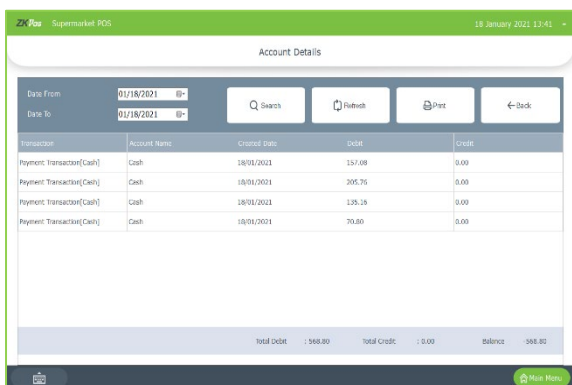 ZKPos Supermarket POS 18 January 2021 13:41
Account Details
Date From 01/18/2021
Date To 01/18/2021
Search Refresh Print Back
Transaction Account Name Created Date Debit Credit
Payment Transaction[Cash] Cash 18/01/2021 157.08 0.00
Payment Transaction[Cash] Cash 18/01/2021 205.76 0.00
Payment Transaction[Cash] Cash 18/01/2021 135.16 0.00
Payment Transaction[Cash] Cash 18/01/2021 70.80 0.00
Total Debit : 568.80 Total Credit : 0.00 Balance -568.80
Main Menu